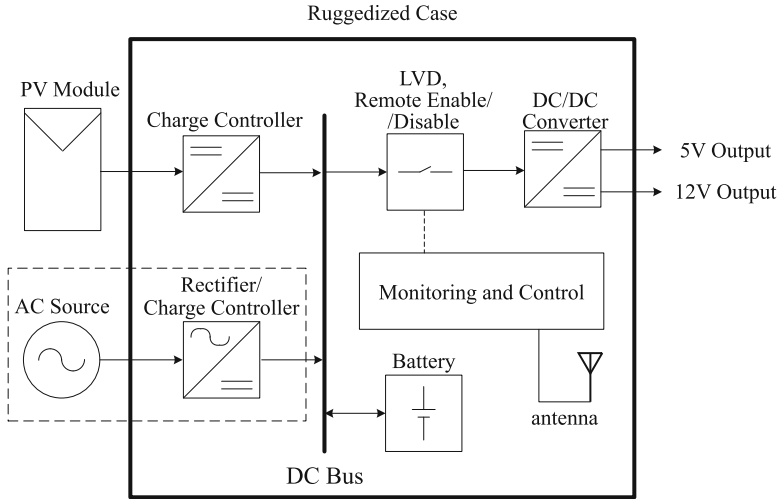 Ruggedized Case
PV Module
Charge Controller
LVD,
Remote Enable/
/Disable
DC/DC
Converter
5V Output
12V Output
AC Source
Rectifier/
Charge Controller
Monitoring and Control
Battery
antenna
DC Bus